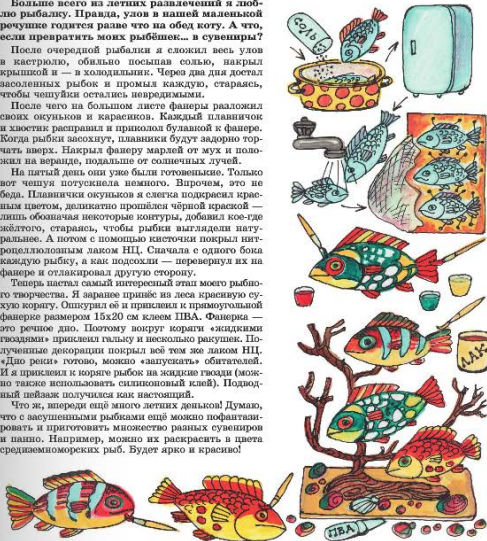 Больше всего из летних развлечений я люб-
лю рыбалку. Правда, улов в нашей маленькой
речушке годится разве что на обед коту. А что,
если превратить моих рыбёшек... в сувениры?
После очередной рыбалки я сложил весь улов
в кастрюлю, обильно посыпав солью, накрыл
крышкой и — в холодильник. Через два дня достал
засоленных рыбок и промыл каждую, стараясь,
чтобы чешуйки остались невредимыми.
После чего на большом листе фанеры разложил
своих окуньков и карасиков. Каждый плавничок
и хвостик расправил и приколол булавкой к фанере.
Когда рыбки засохнут, плавники будут задорно тор-
чать вверх. Накрыл фанеру марлей от мух и поло-
жил на веранде, подальше от солнечных лучей.
На пятый день они уже были готовенькие. Только
вот чешуя потускнела немного. Впрочем, это не
беда. Плавнички окуньков я слегка подкрасил крас-
ным цветом, деликатно прошёлся чёрной краской —
лишь обозначая некоторые контуры, добавил кое-где
жёлтого, стараясь, чтобы рыбки выглядели нату-
ральнее. А потом с помощью кисточки покрыл нит-
роцеллюлозным лаком НЦ. Сначала с одного бока
каждую рыбку, а как подсохли — перевернул их на
фанере и отлакировал другую сторону.
Теперь настал самый интересный этап моего рыбно-
го творчества. Я заранее принёс из леса красивую су-
хую корягу. Ошкурил её и приклеил к прямоугольной
фанерке размером 15х20 см клеем ПВА. Фанерка —
это речное дно. Поэтому вокруг коряги «жидкими
гвоздями» приклеил гальку и несколько ракушек. По-
лученные декорации покрыл всё тем же лаком НЦ.
«Дно реки» готово, можно «запускать» обитателей.
И я приклеил к коряге рыбок на жидкие гвозди (мож-
но также использовать силиконовый клей). Подвод-
ный пейзаж получился как настоящий.
Что ж, впереди ещё много летних деньков! Думаю,
что с засушенными рыбками ещё можно пофантази-
ровать и приготовить множество разных сувениров
и панно. Например, можно их раскрасить в цвета
средиземноморских рыб. Будет ярко и красиво!
СОЛЬ
ЛАК
ПВА